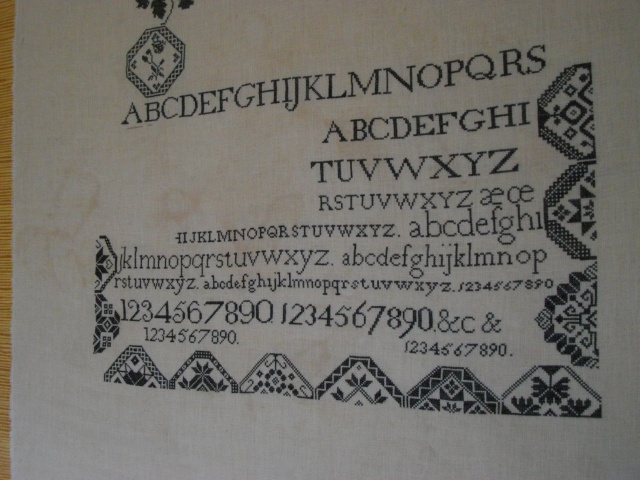 ABCDEFGHIJKLMNOPQRS
ABCDEFGHI
TUVWXYZ
RSTUVWXYZ æœ
HIJKLMNOPQRSTUVWXYZ. abcdefghi
jklmnopqrstuvwxyz. abcdefghijklmnop
rstuvwxyz. abcdefghijklmnopqrstuvwxyz. 1234567890
1234567890. 1234567890.&c &
1234567890. 1234567890.